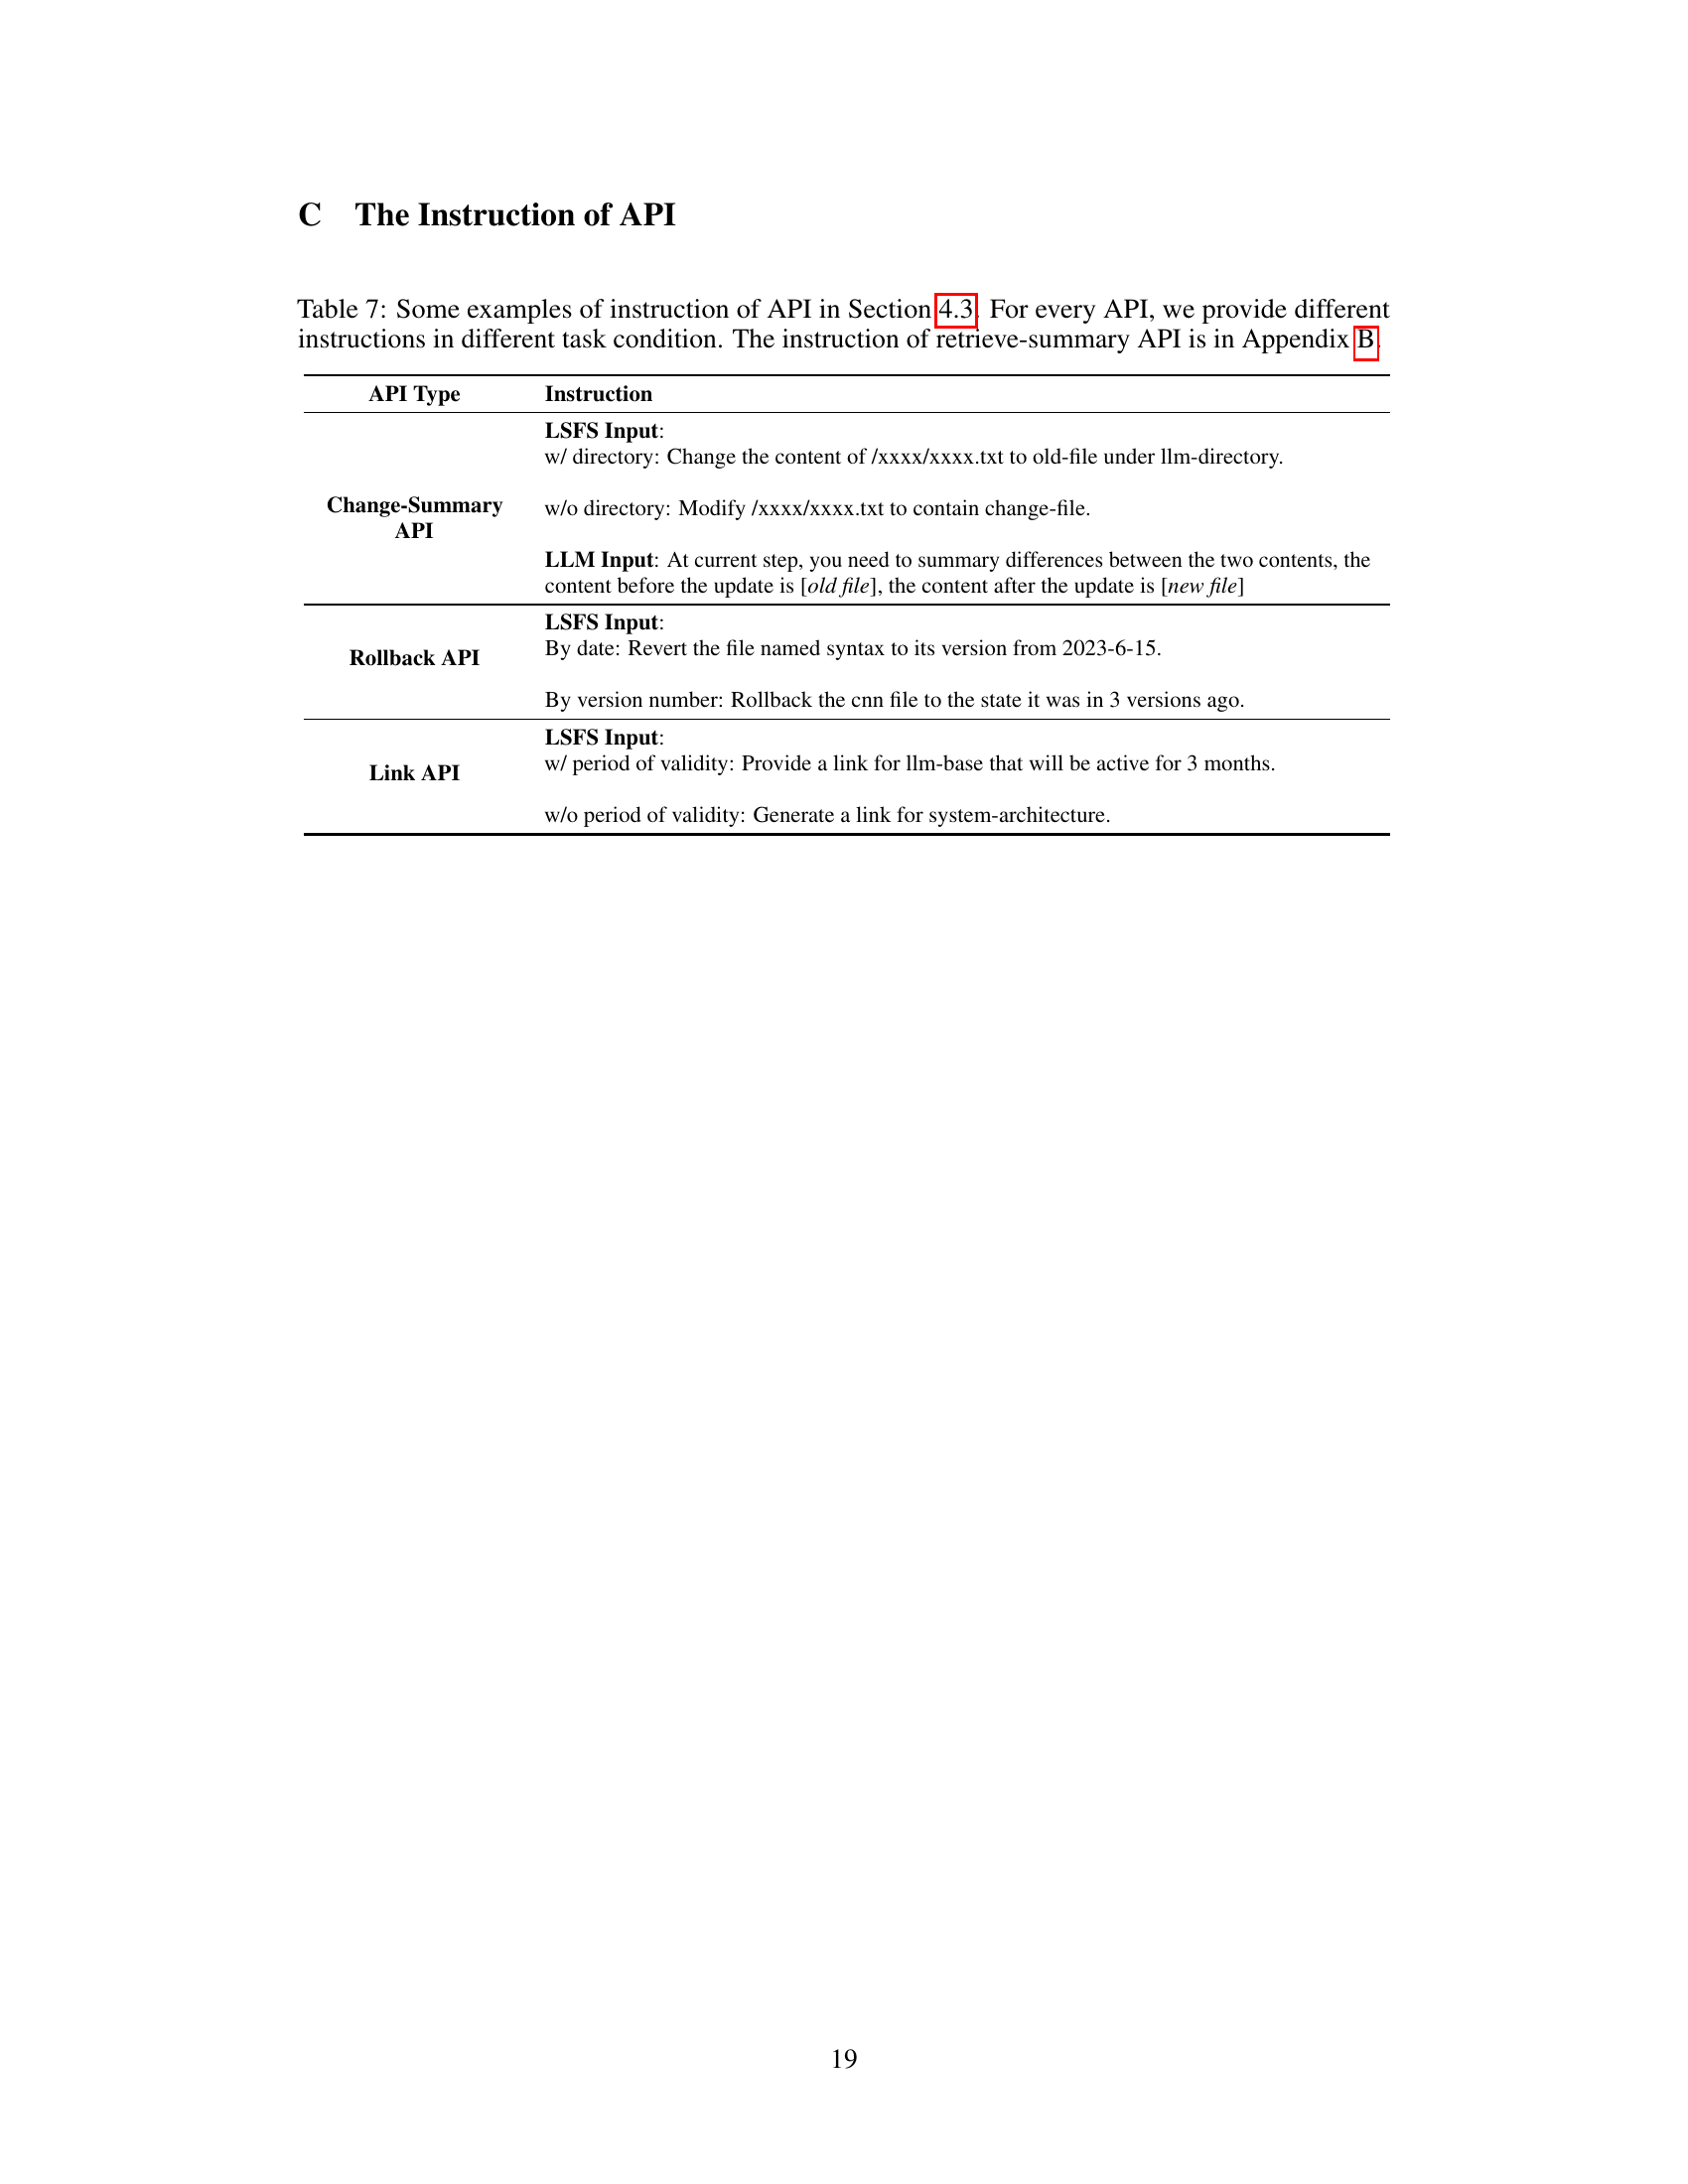 C The Instruction of API
Table 7: Some examples of instruction of API in Section 4.3. For every API, we provide different
instructions in different task condition. The instruction of retrieve-summary API is in Appendix B.
API Type Instruction
LSFS Input:
w/ directory: Change the content of /xxxx/xxxx.txt to old-file under llm-directory.
w/o directory: Modify /xxxx/xxxx.txt to contain change-file.
Change-Summary
API
LLM Input: At current step, you need to summary differences between the two contents, the
content before the update is [old file], the content after the update is [new file]
LSFS Input:
By date: Revert the file named syntax to its version from 2023-6-15.
Rollback API
By version number: Rollback the cnn file to the state it was in 3 versions ago.
LSFS Input:
w/ period of validity: Provide a link for llm-base that will be active for 3 months.
Link API
w/o period of validity: Generate a link for system-architecture.
19